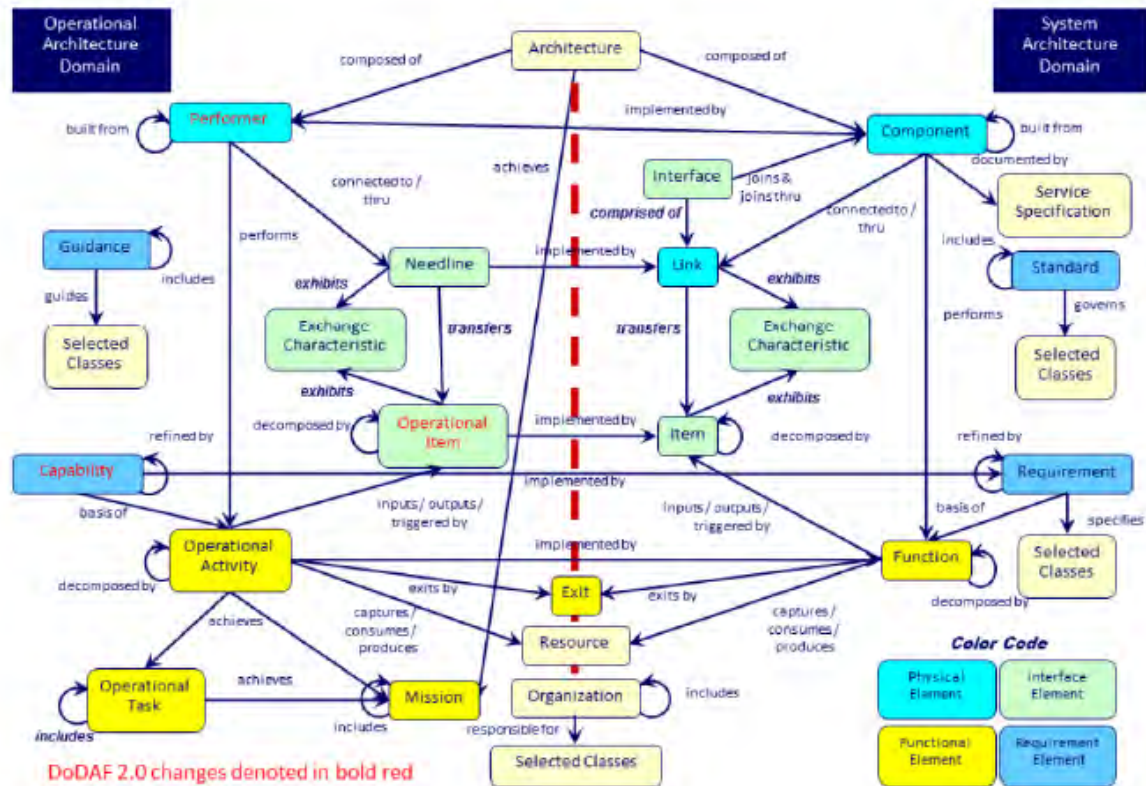 Operational
Architecture
Domain
System
Architecture
Domain
Architecture
composed of
composed of
implemented by
Performer
built from
Component
built from
documented by
achieves
Interface
joins &
joins thru
connected to /
thru
comprised of
connected to /
thru
Service
Specification
Guidance
includes
performs
Needline
implemented by
Link
includes
Standard
guides
exhibits
exhibits
performs
governs
Selected
Classes
Exchange
Characteristic
transfers
transfers
Exchange
Characteristic
Selected
Classes
exhibits
exhibits
decomposed by
Operational
Item
implemented by
Item
decomposed by
refined by
refined by
Capability
implemented by
Requirement
basis of
inputs / outputs /
triggered by
inputs / outputs /
triggered by
basis of
specifies
Operational
Activity
implemented by
Function
Selected
Classes
decomposed by
exits by
Exit
exits by
decomposed by
achieves
captures /
consumes /
produces
Resource
captures /
consumes /
produces
Color Code
Operational
Task
achieves
Mission
Organization
includes
Physical
Element
Interface
Element
includes
includes
responsible for
Selected Classes
Functional
Element
Requirement
Element
DoDAF 2.0 changes denoted in bold red